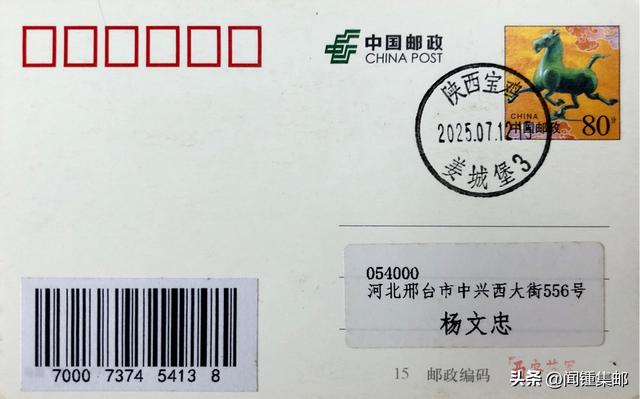 中国邮政
CHINA POST
陕西宝鸡
2025.07.12.15
姜城堡3
CHINA
中国邮政
80分
054000
河北邢台市中兴西大街556号
杨文忠
7000 7374 5413 8
15 邮政编码
头条 @闻锺集邮